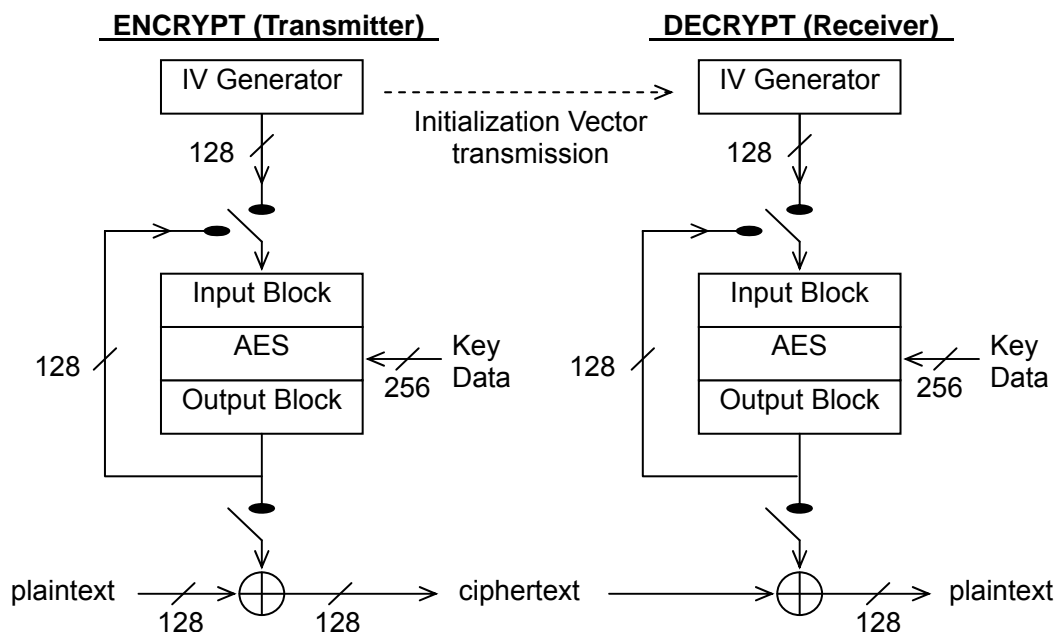 ENCRYPT (Transmitter)
DECRYPT (Receiver)
IV Generator
IV Generator
Initialization Vector
transmission
128
128
Input Block
AES
Output Block
Input Block
AES
Output Block
128
Key
Data
256
128
Key
Data
256
plaintext
128
128
ciphertext
128
plaintext